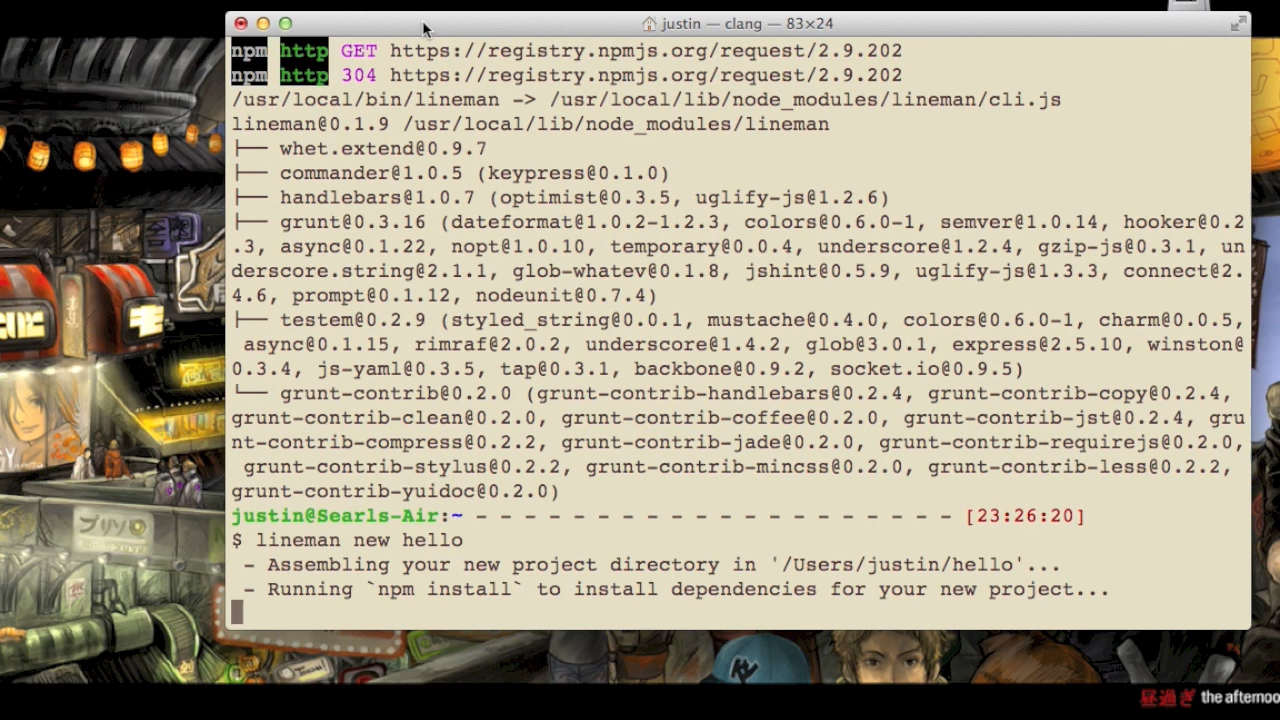 justin — clang — 83×24
npm http GET https://registry.npmjs.org/request/2.9.202
npm http 304 https://registry.npmjs.org/request/2.9.202
/usr/local/bin/lineman -> /usr/local/lib/node_modules/lineman/cli.js
lineman@0.1.9 /usr/local/lib/node_modules/lineman
├── whet.extend@0.9.7
├── commander@1.0.5 (keypress@0.1.0)
├── handlebars@1.0.7 (optimist@0.3.5, uglify-js@1.2.6)
├── grunt@0.3.16 (dateformat@1.0.2-1.2.3, colors@0.6.0-1, semver@1.0.14, hooker@0.2
.3, async@0.1.22, nopt@1.0.10, temporary@0.0.4, underscore@1.2.4, gzip-js@0.3.1, un
derscore.string@2.1.1, glob-whatev@0.1.8, jshint@0.5.9, uglify-js@1.3.3, connect@2.
4.6, prompt@0.1.12, nodeunit@0.7.4)
├── testem@0.2.9 (styled_string@0.0.1, mustache@0.4.0, colors@0.6.0-1, charm@0.0.5,
 async@0.1.15, rimraf@2.0.2, underscore@1.4.2, glob@3.0.1, express@2.5.10, winston@
0.3.4, js-yaml@0.3.5, tap@0.3.1, backbone@0.9.2, socket.io@0.9.5)
└── grunt-contrib@0.2.0 (grunt-contrib-handlebars@0.2.4, grunt-contrib-copy@0.2.4,
grunt-contrib-clean@0.2.0, grunt-contrib-coffee@0.2.0, grunt-contrib-jst@0.2.4, gru
nt-contrib-compress@0.2.2, grunt-contrib-jade@0.2.0, grunt-contrib-requirejs@0.2.0,
 grunt-contrib-stylus@0.2.2, grunt-contrib-mincss@0.2.0, grunt-contrib-less@0.2.2,
grunt-contrib-yuidoc@0.2.0)
justin@Searls-Air:~ - - - - - - - - - - - - - - - - - - - - [23:26:20]
$ lineman new hello
 - Assembling your new project directory in '/Users/justin/hello'...
 - Running `npm install` to install dependencies for your new project...
昼過ぎ the afternoo